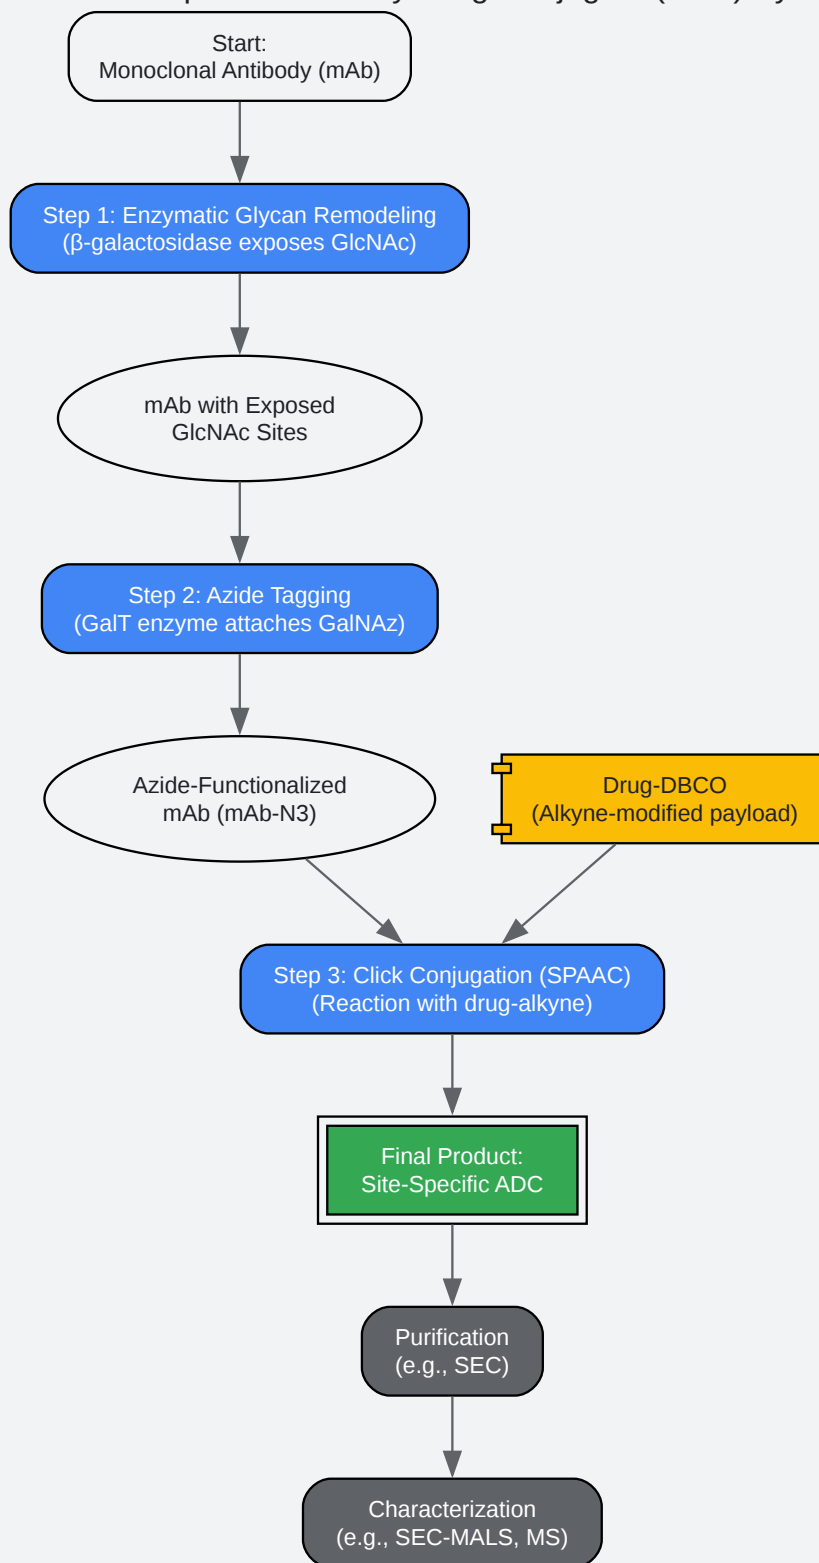 Start:
Monoclonal Antibody (mAb)
Step 1: Enzymatic Glycan Remodeling
(β-galactosidase exposes GlcNAc)
mAb with Exposed
GlcNAc Sites
Step 2: Azide Tagging
(GalT enzyme attaches GalNAz)
Azide-Functionalized
mAb (mAb-N3)
Drug-DBCO
(Alkyne-modified payload)
Step 3: Click Conjugation (SPAAC)
(Reaction with drug-alkyne)
Final Product:
Site-Specific ADC
Purification
(e.g., SEC)
Characterization
(e.g., SEC-MALS, MS)